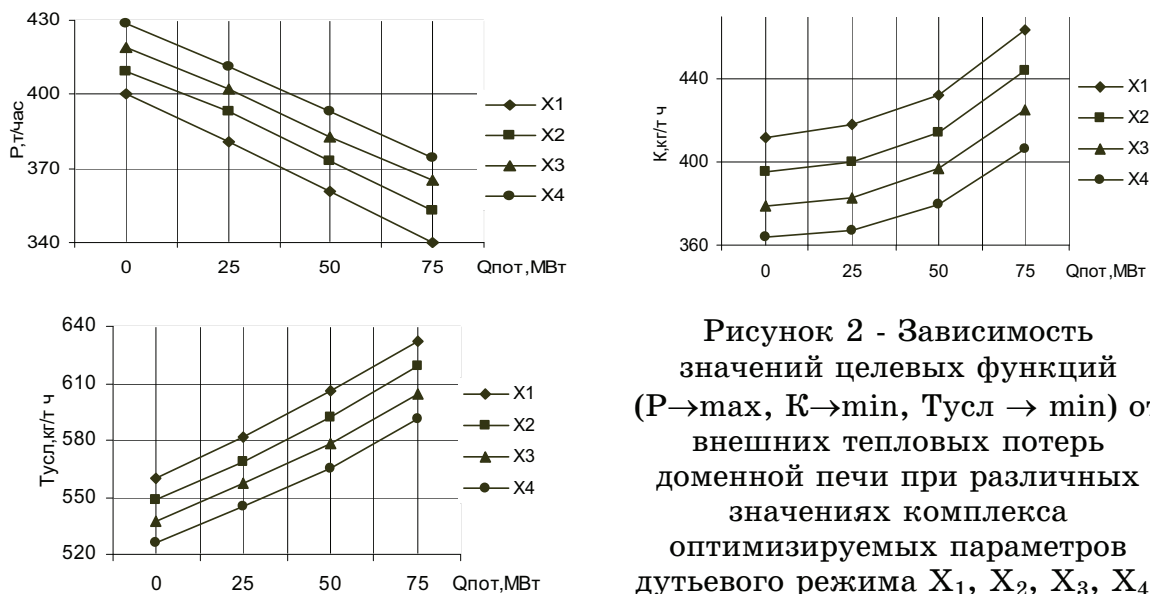 430
400
370
340
Р,т/час
0 25 50 75 Qпот,МВт
X1
X2
X3
X4
440
400
360
К,кг/т ч
0 25 50 75 Qпот,МВт
X1
X2
X3
X4
640
610
580
550
520
Тусл,кг/т ч
0 25 50 75 Qпот,МВт
X1
X2
X3
X4
Рисунок 2 - Зависимость
значений целевых функций
(P→max, K→min, Tусл → min) от
внешних тепловых потерь
доменной печи при различных
значениях комплекса
оптимизируемых параметров
дутьевого режима X1, X2, X3, X4